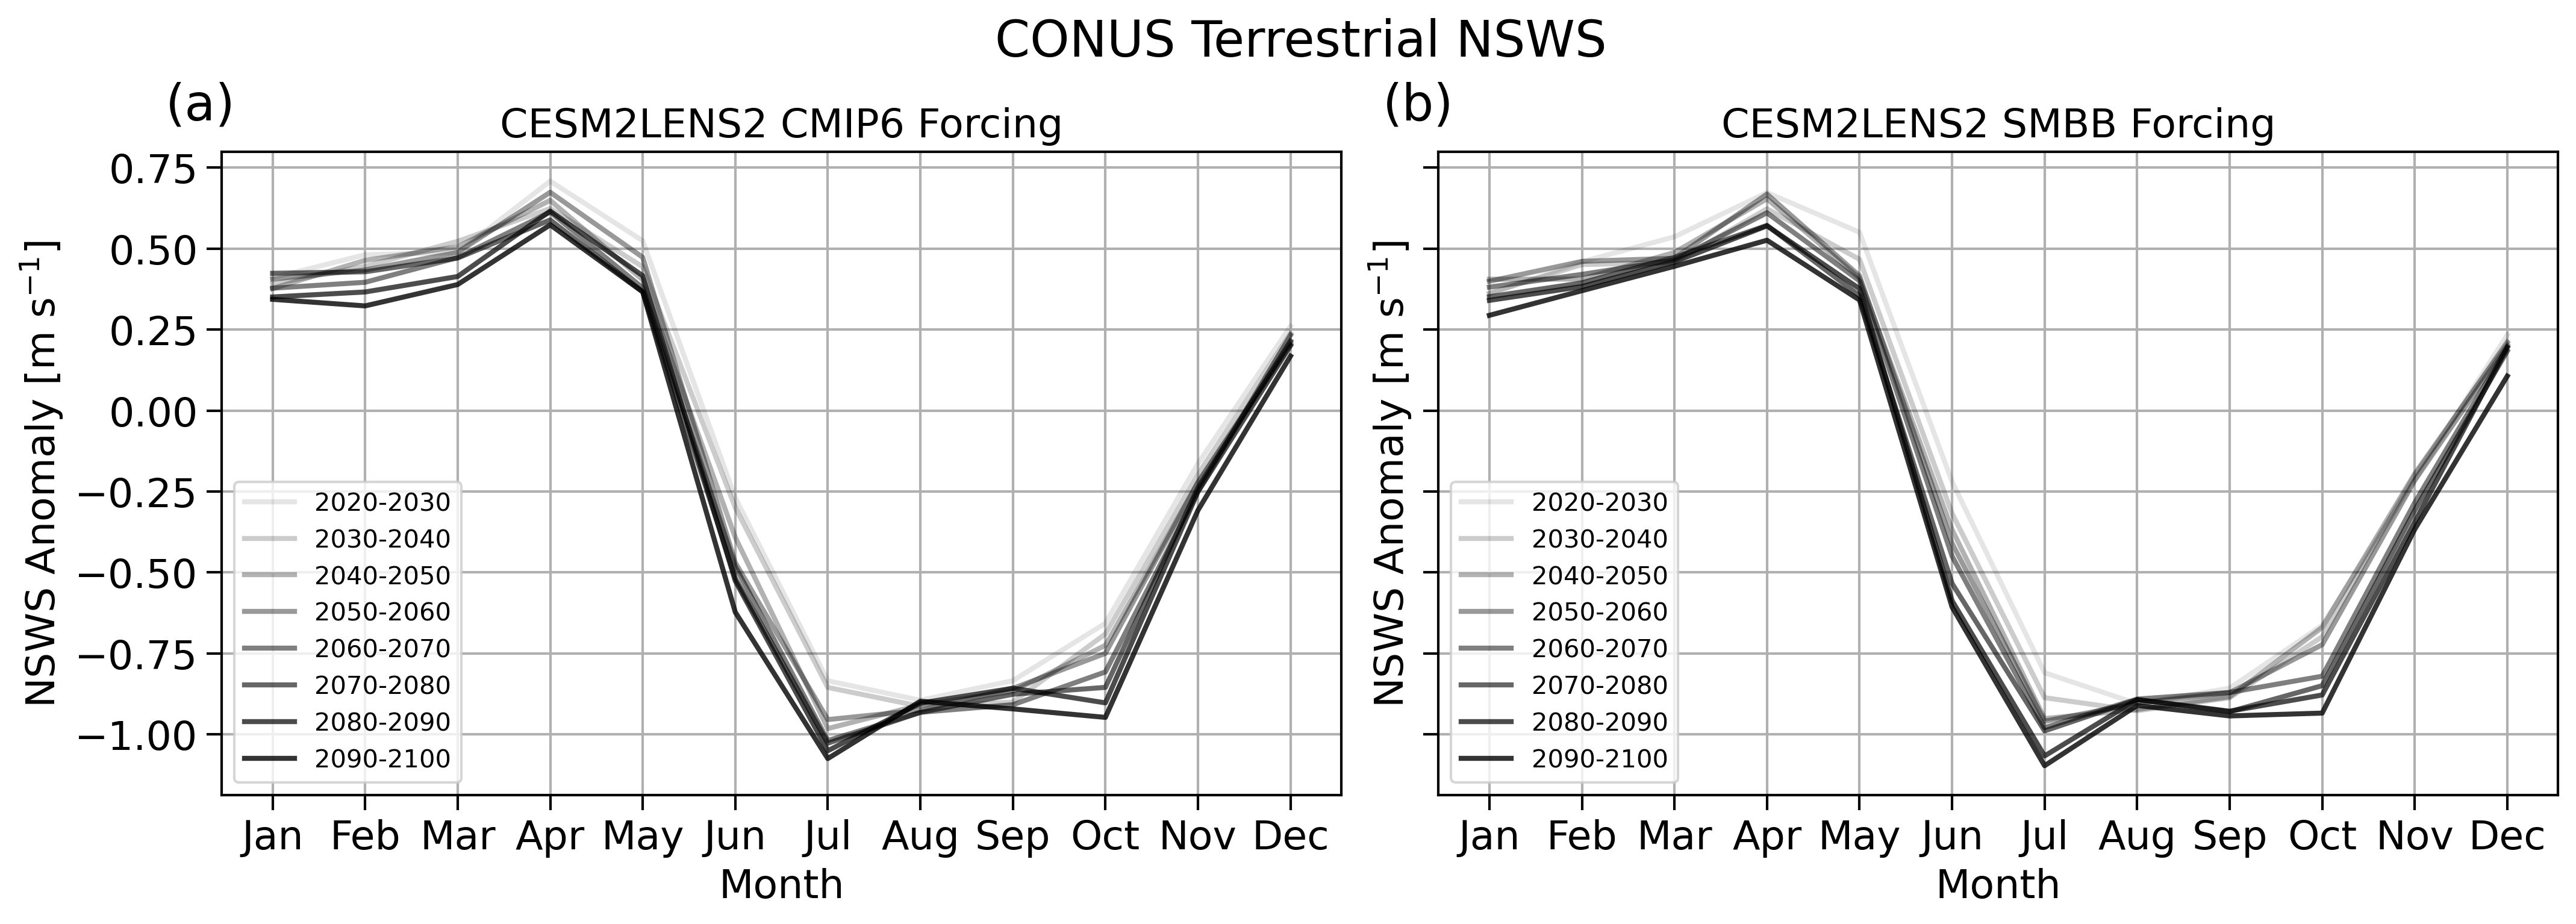 CONUS Terrestrial NSWS
(a)
CESM2LENS2 CMIP6 Forcing
NSWS Anomaly [m s⁻¹]
0.75
0.50
0.25
0.00
−0.25
−0.50
−0.75
−1.00
2020-2030
2030-2040
2040-2050
2050-2060
2060-2070
2070-2080
2080-2090
2090-2100
Jan Feb Mar Apr May Jun Jul Aug Sep Oct Nov Dec
Month
(b)
CESM2LENS2 SMBB Forcing
NSWS Anomaly [m s⁻¹]
2020-2030
2030-2040
2040-2050
2050-2060
2060-2070
2070-2080
2080-2090
2090-2100
Jan Feb Mar Apr May Jun Jul Aug Sep Oct Nov Dec
Month